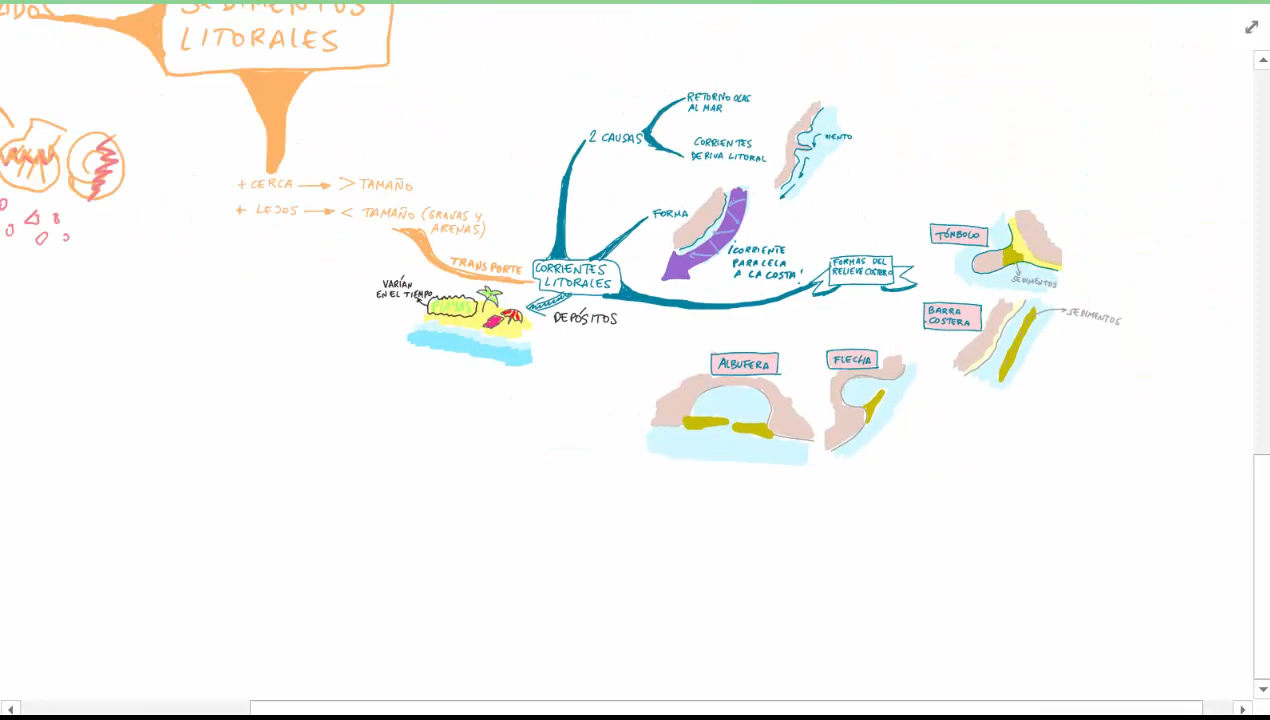 SEDIMENTOS
LITORALES
+ CERCA → > TAMAÑO
+ LEJOS → < TAMAÑO (GRAVAS Y
ARENAS)
TRANSPORTE
CORRIENTES
LITORALES
2 CAUSAS
RETORNO OLAS
AL MAR
CORRIENTES
DERIVA LITORAL
VIENTO
FORMA
¡CORRIENTE
PARALELA
A LA COSTA!
VARÍAN
EN EL TIEMPO
DEPÓSITOS
FORMAS DEL
RELIEVE COSTERO
TÓMBOLO
SEDIMENTOS
BARRA
COSTERA
SEDIMENTOS
ALBUFERA
FLECHA